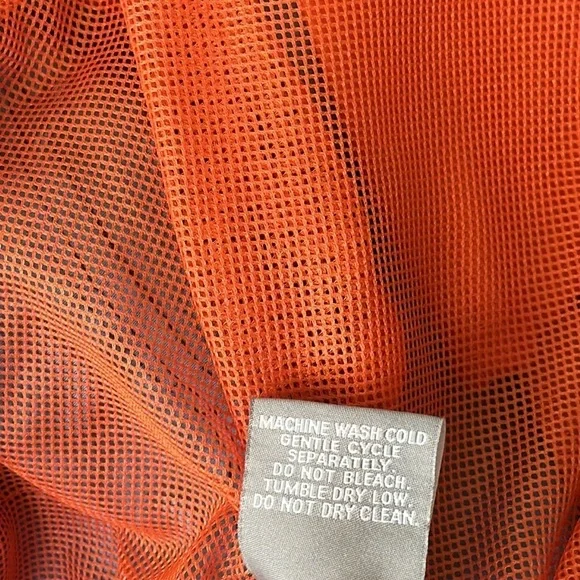 MACHINE WASH COLD
GENTLE CYCLE
SEPARATELY.
DO NOT BLEACH.
TUMBLE DRY LOW.
DO NOT DRY CLEAN.